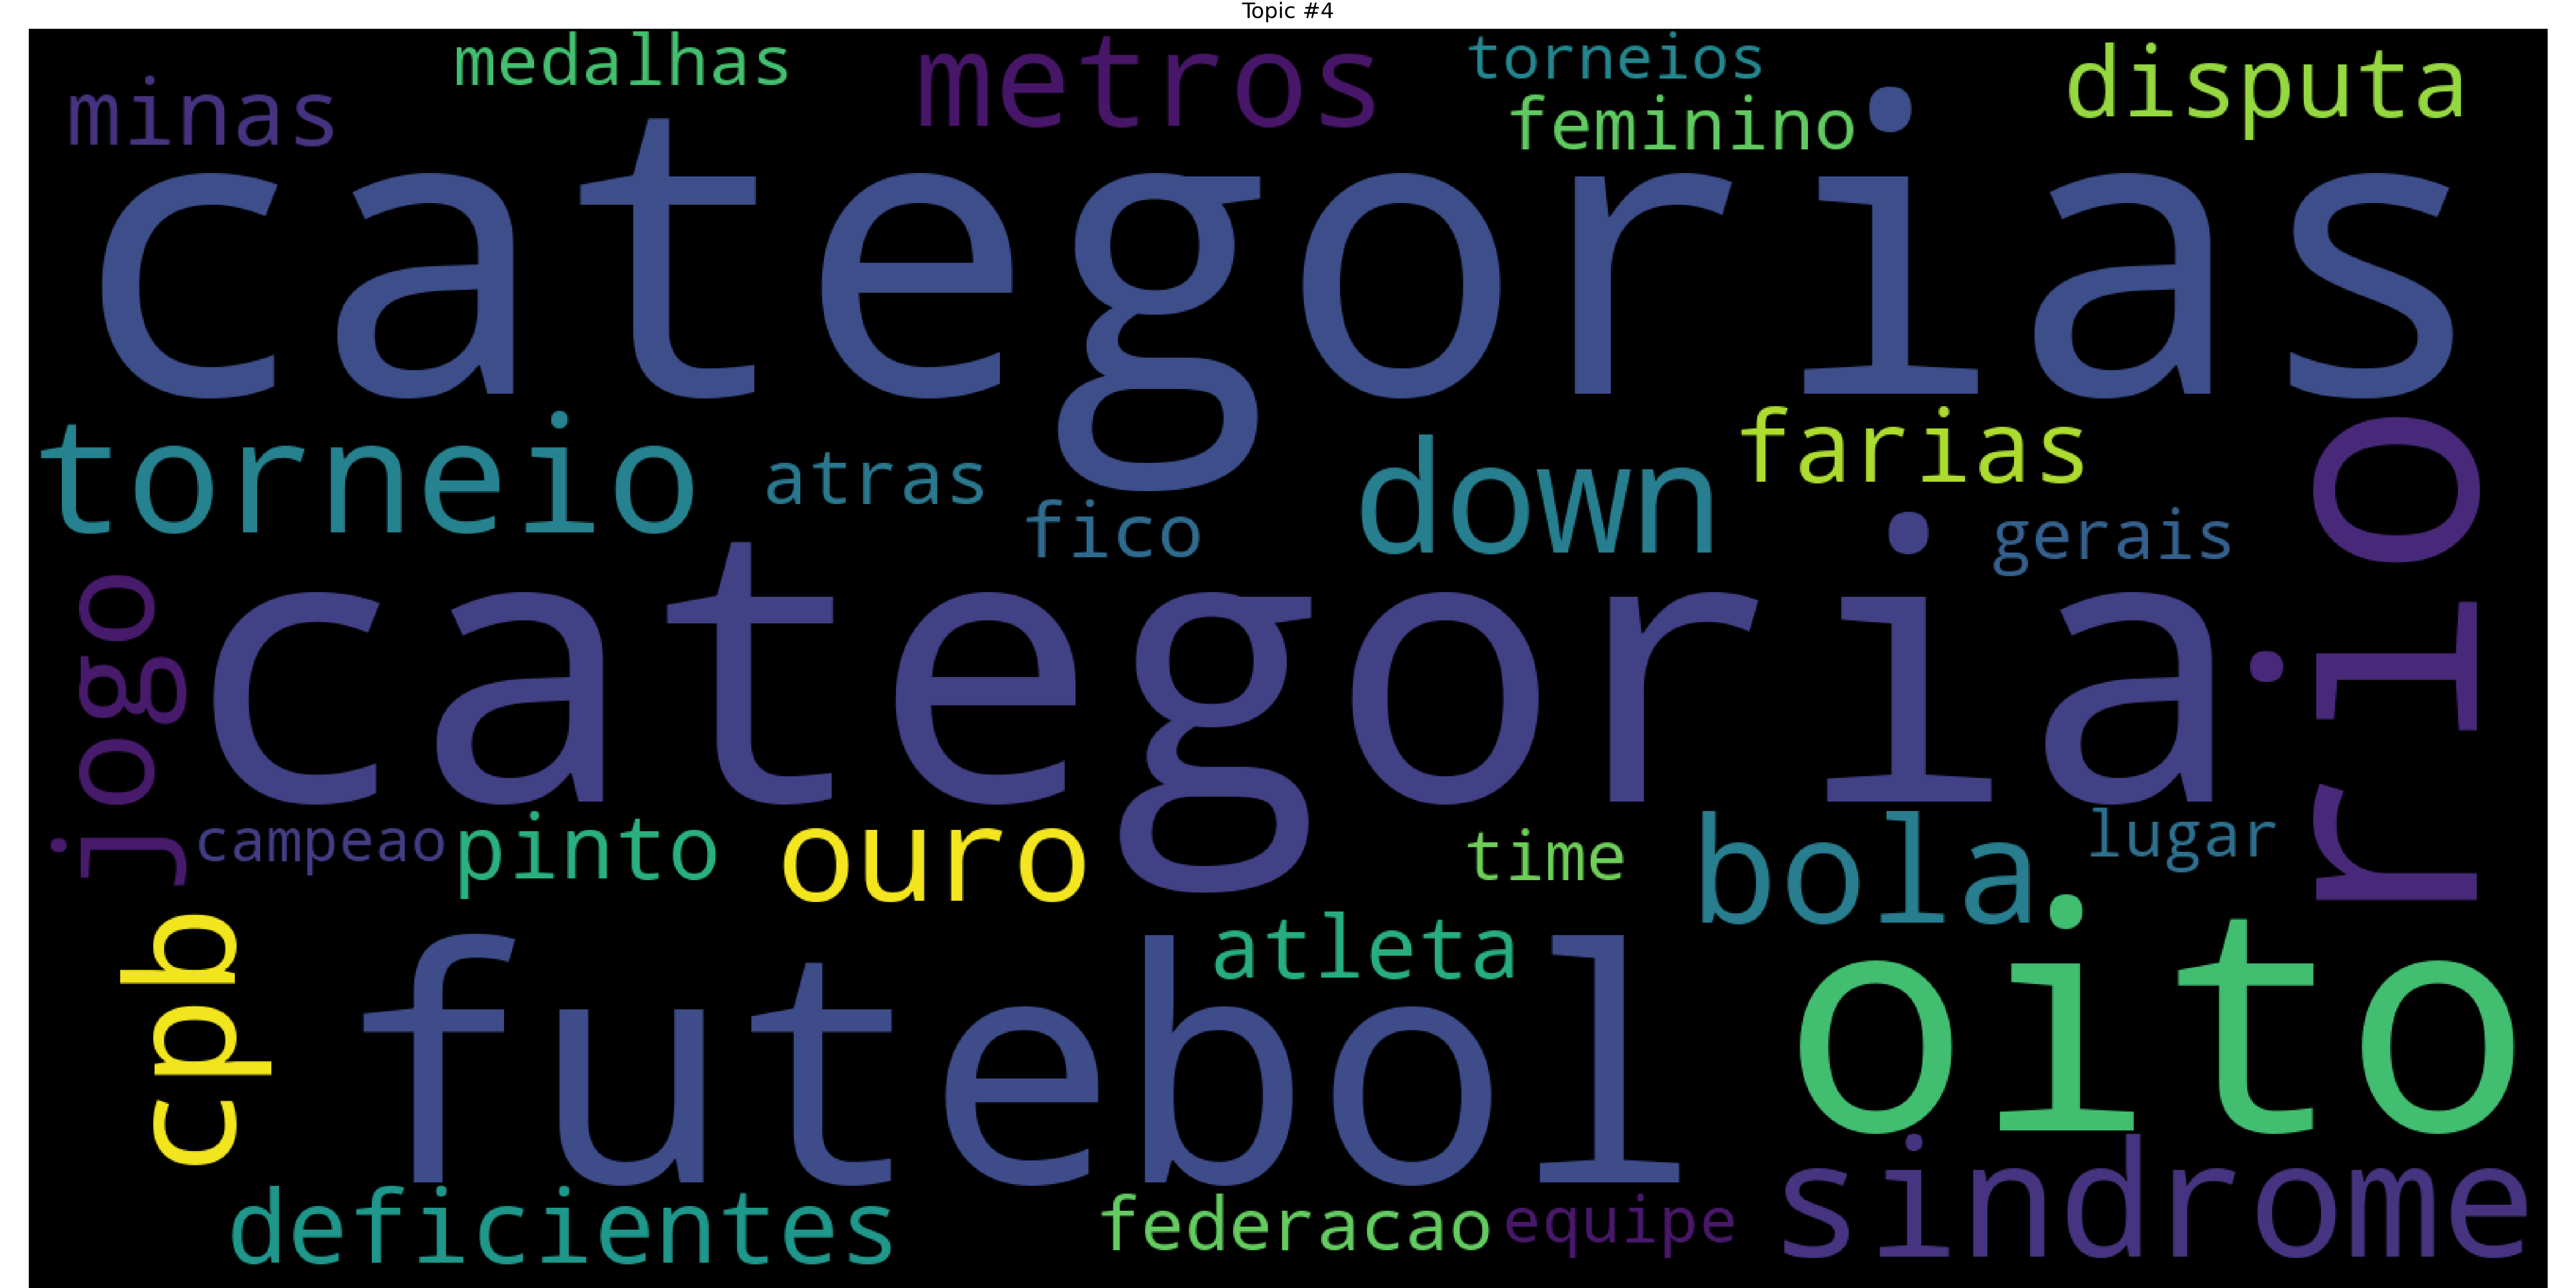 Topic #4
minas
medalhas
metros
torneios
feminino
disputa
categorias
torneio
atras
fico
down
farias
gerais
rio
jogo
categoria
campeao
pinto
ouro
time
bola
lugar
cpb
futebol
atleta
oito
deficientes
federacao
equipe
sindrome